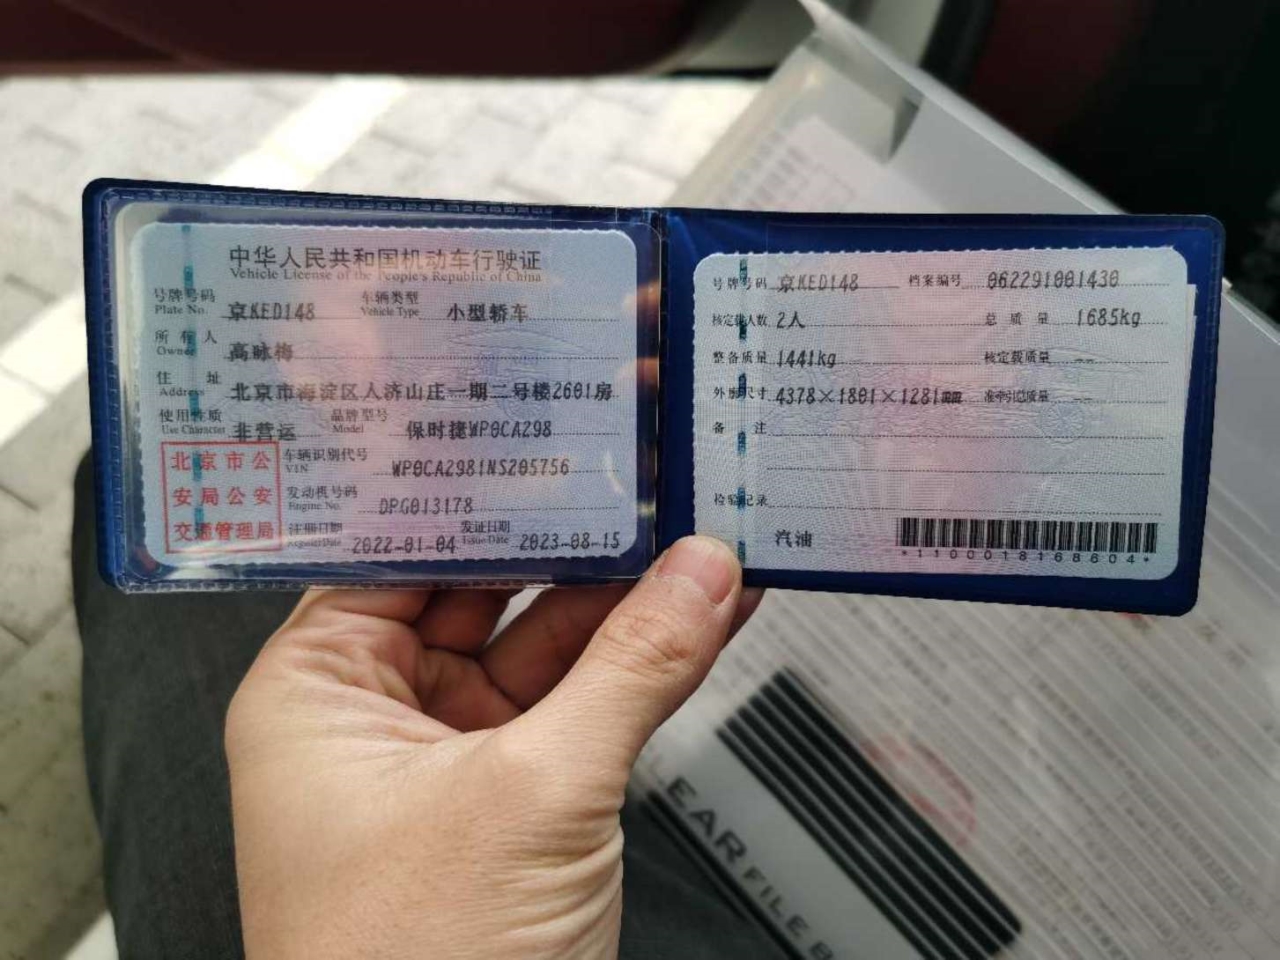 中华人民共和国机动车行驶证
Vehicle License of the People's Republic of China
号牌号码 京KED148 车辆类型 小型轿车
Plate No. Vehicle Type
所有人 高咏梅
Owner
住址 北京市海淀区人济山庄一期二号楼2601房
Address
使用性质 非营运 品牌型号 保时捷WP0CA298
Use Character Model
北京市公
安局公安
交通管理局
车辆识别代号 WP0CA2981NS205756
VIN
发动机号码 DPG013178
Engine No.
注册日期 2022-01-04 发证日期 2023-08-15
Register Date Issue Date
号牌号码 京KED148 档案编号 062291001430
核定载人数 2人 总质量 1685kg
整备质量 1441kg 核定载质量 --
外廓尺寸 4378×1801×1281mm 准牵引总质量 --
备注
检验记录
汽油
*1100018168604*
EAR FILE B